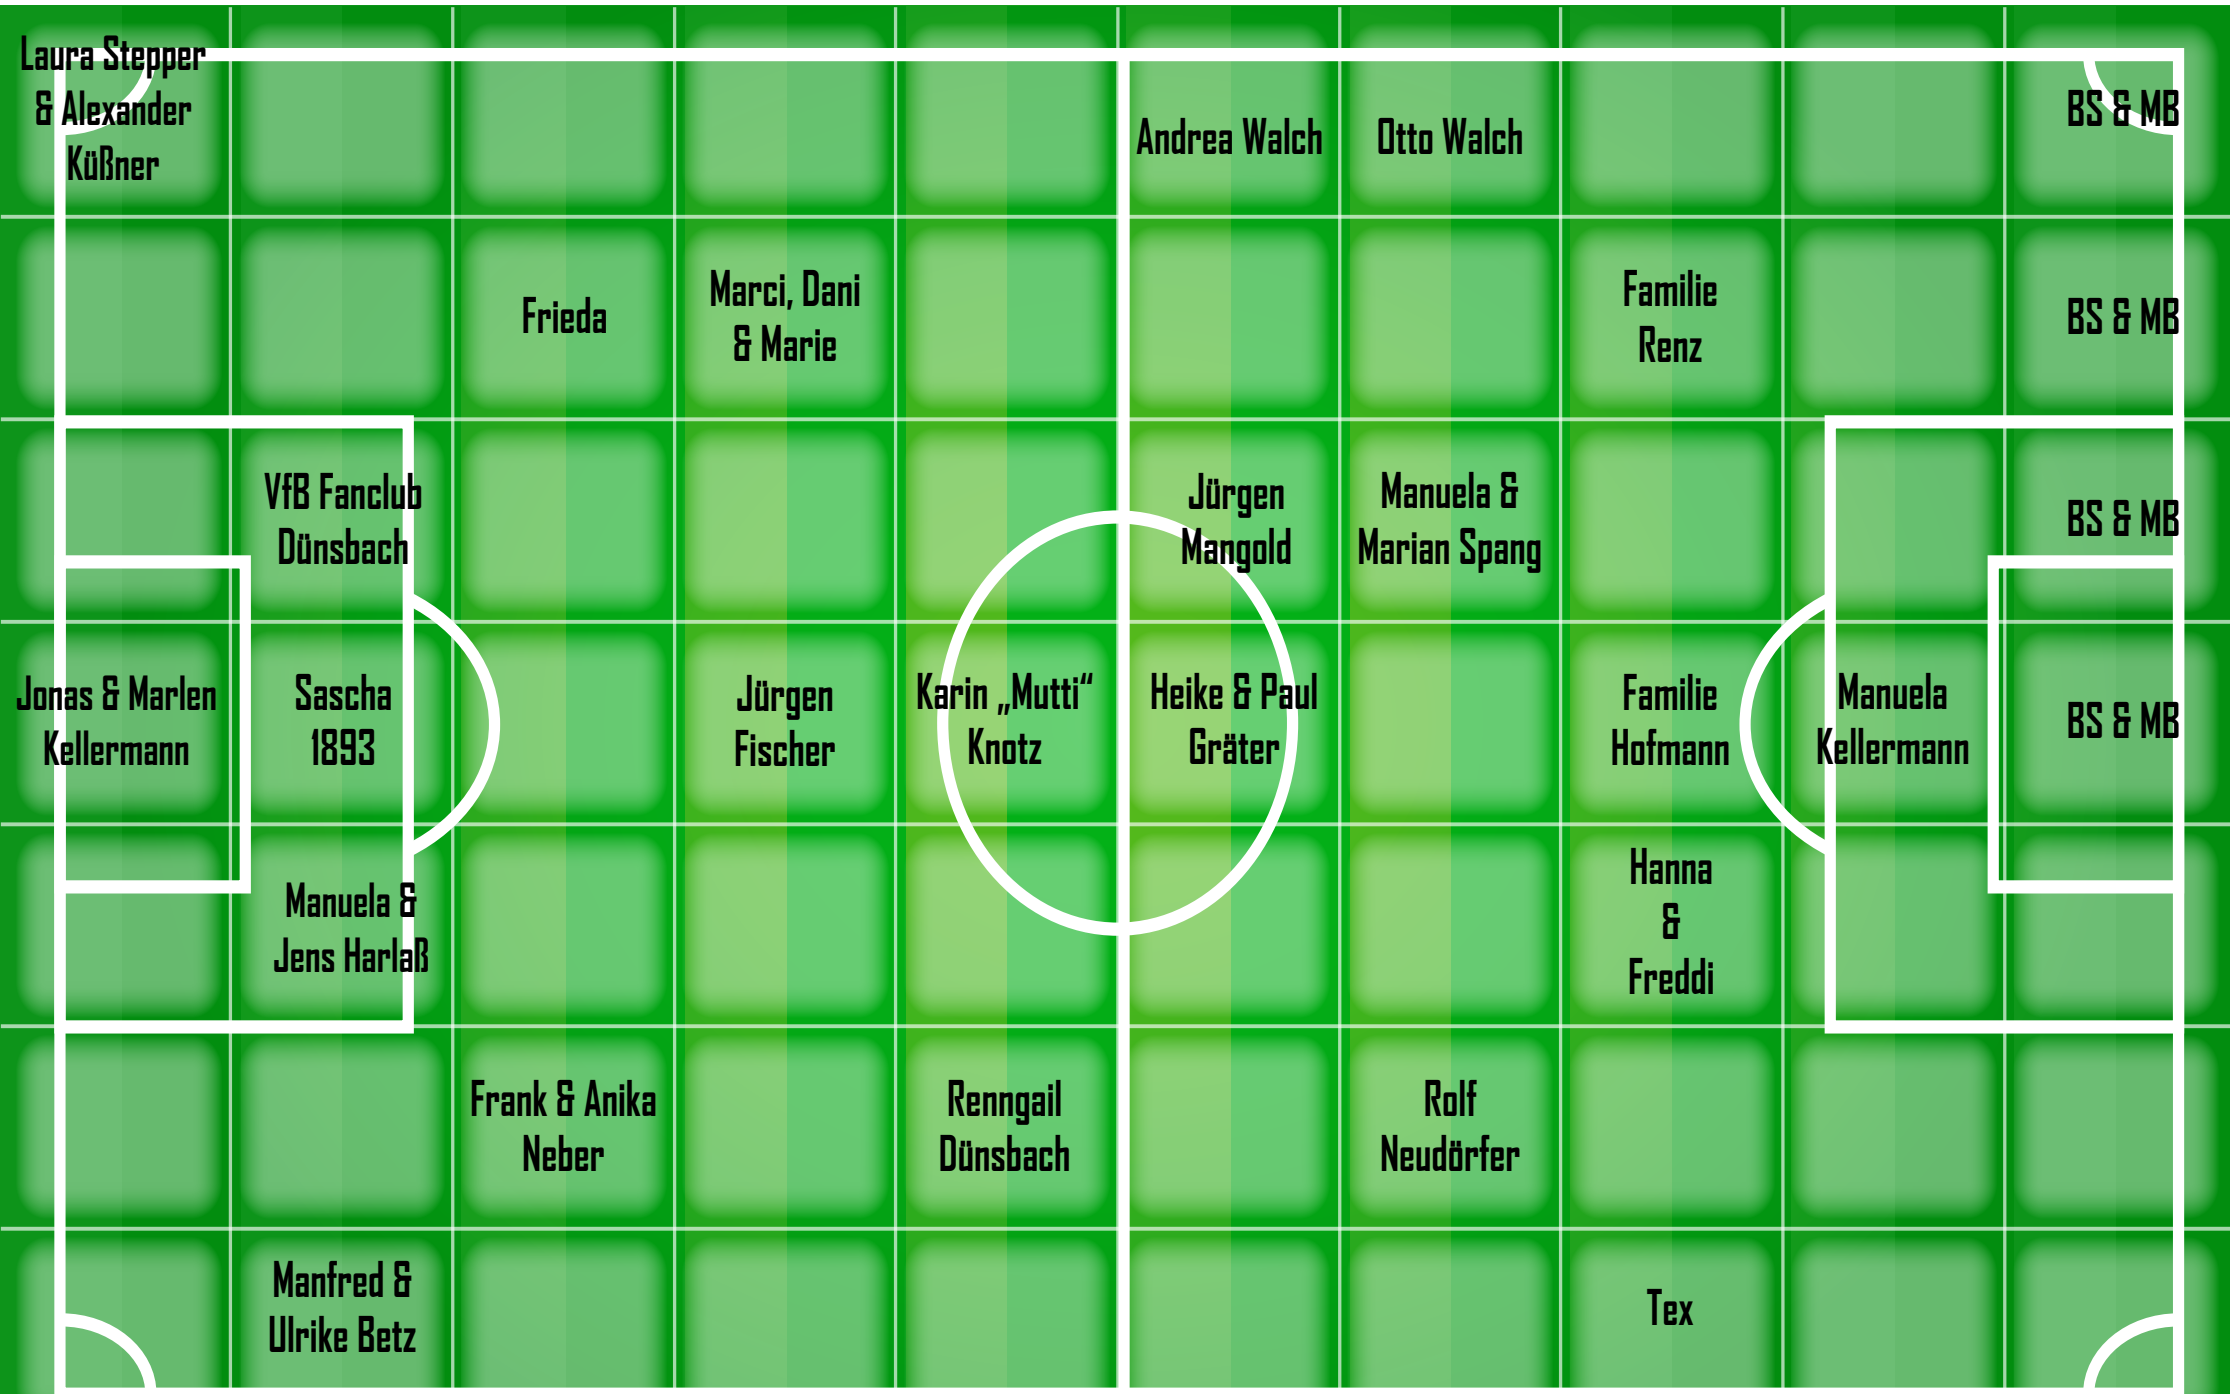 Laura Stepper
& Alexander
Küßner
Andrea Walch
Otto Walch
BS & MB
Frieda
Marci, Dani
& Marie
Familie
Renz
BS & MB
VfB Fanclub
Dünsbach
Jürgen
Mangold
Manuela &
Marian Spang
BS & MB
Jonas & Marlen
Kellermann
Sascha
1893
Jürgen
Fischer
Karin „Mutti“
Knotz
Heike & Paul
Gräter
Familie
Hofmann
Manuela
Kellermann
BS & MB
Manuela &
Jens Harlaß
Hanna
&
Freddi
Frank & Anika
Neber
Renngail
Dünsbach
Rolf
Neudörfer
Manfred &
Ulrike Betz
Tex